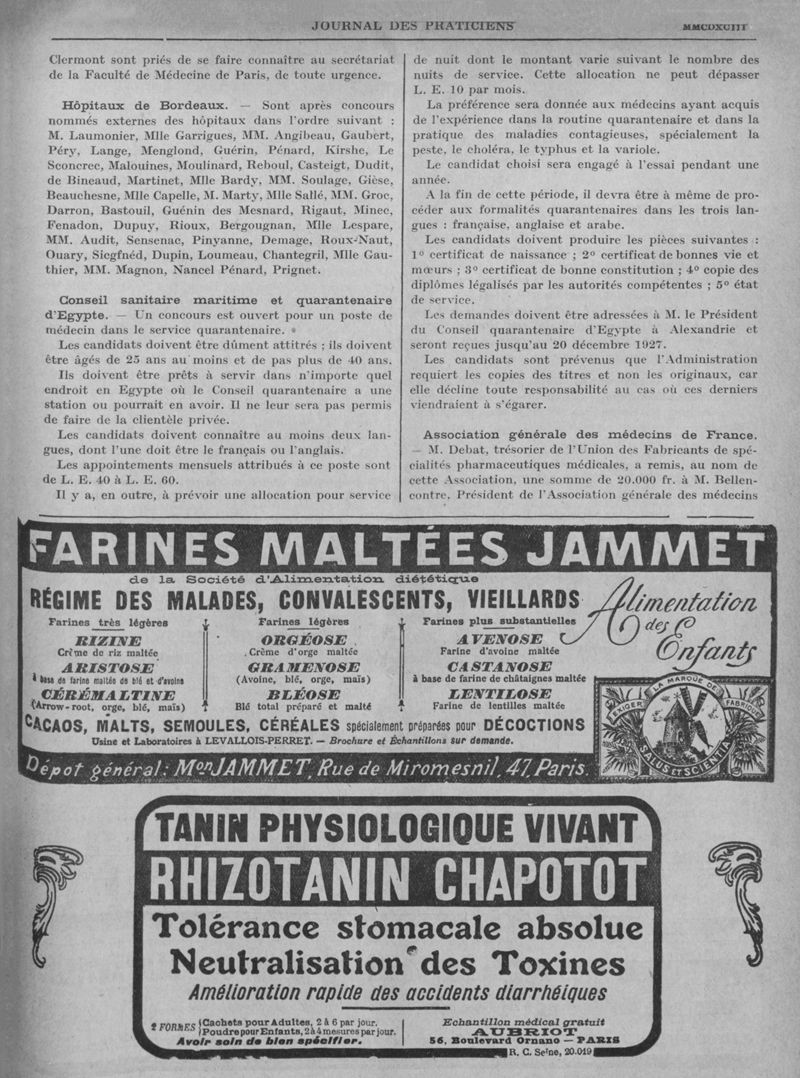 JOURNAL DES PRATICIENS
MMCDXCIII
Clermont sont priés de se faire connaître au secrétariat
de la Faculté de Médecine de Paris, de toute urgence.
Hôpitaux de Bordeaux. — Sont après concours
nommés externes des hôpitaux dans l'ordre suivant :
M. Laumonier, Mlle Garrigues, MM. Angibeau, Gaubert,
Péry, Lange, Menglond, Guérin, Pénard, Kirshe, Le
Sconcrec, Malouines, Moulinard, Reboul, Casteigt, Dudit,
de Bineaud, Martinet, Mlle Bardy, MM. Soulage, Gièse,
Beauchesne, Mlle Capelle, M. Marty, Mlle Sallé, MM. Groc,
Darron, Bastouil, Guénin des Mesnard, Rigaut, Minec,
Fenadon, Dupuy, Rioux, Bergougnan, Mlle Lespare,
MM. Audit, Sensenac, Pinyanne, Demage, Roux-Naut,
Ouary, Siegfnéd, Dupin, Loumeau, Chantegril, Mlle Gau-
thier, MM. Magnon, Nancel Pénard, Prignet.
Conseil sanitaire maritime et quarantenaire
d'Egypte. — Un concours est ouvert pour un poste de
médecin dans le service quarantenaire.
Les candidats doivent être dûment attitrés ; ils doivent
être âgés de 25 ans au moins et de pas plus de 40 ans.
Ils doivent être prêts à servir dans n'importe quel
endroit en Egypte où le Conseil quarantenaire a une
station ou pourrait en avoir. Il ne leur sera pas permis
de faire de la clientèle privée.
Les candidats doivent connaître au moins deux lan-
gues, dont l'une doit être le français ou l'anglais.
Les appointements mensuels attribués à ce poste sont
de L. E. 40 à L. E. 60.
Il y a, en outre, à prévoir une allocation pour service
de nuit dont le montant varie suivant le nombre des
nuits de service. Cette allocation ne peut dépasser
L. E. 10 par mois.
La préférence sera donnée aux médecins ayant acquis
de l'expérience dans la routine quarantenaire et dans la
pratique des maladies contagieuses, spécialement la
peste, le choléra, le typhus et la variole.
Le candidat choisi sera engagé à l'essai pendant une
année.
A la fin de cette période, il devra être à même de pro-
céder aux formalités quarantenaires dans les trois lan-
gues : française, anglaise et arabe.
Les candidats doivent produire les pièces suivantes :
1° certificat de naissance ; 2° certificat de bonnes vie et
mœurs ; 3° certificat de bonne constitution ; 4° copie des
diplômes légalisés par les autorités compétentes ; 5° état
de service.
Les demandes doivent être adressées à M. le Président
du Conseil quarantenaire d'Egypte à Alexandrie et
seront reçues jusqu'au 20 décembre 1927.
Les candidats sont prévenus que l'Administration
requiert les copies des titres et non les originaux, car
elle décline toute responsabilité au cas où ces derniers
viendraient à s'égarer.
Association générale des médecins de France.
— M. Debat, trésorier de l'Union des Fabricants de spé-
cialités pharmaceutiques médicales, a remis, au nom de
cette Association, une somme de 20.000 fr. à M. Bellen-
contre, Président de l'Association générale des médecins
FARINES MALTÉES JAMMET
de la Société d'Alimentation diététique
RÉGIME DES MALADES, CONVALESCENTS, VIEILLARDS
Alimentation
des
Enfants
Farines très légères
RIZINE
Crème de riz maltée
ARISTOSE
à base de farine maltée de blé et d'avoine
CÉRÉMALTINE
(Arrow-root, orge, blé, maïs)
Farines légères
ORGÉOSE
Crème d'orge maltée
GRAMENOSE
(Avoine, blé, orge, maïs)
BLÉOSE
Blé total préparé et malté
Farines plus substantielles
AVENOSE
Farine d'avoine maltée
CASTANOSE
à base de farine de châtaignes maltée
LENTILOSE
Farine de lentilles maltée
CACAOS, MALTS, SEMOULES, CÉRÉALES spécialement préparées pour DÉCOCTIONS
Usine et Laboratoires à LEVALLOIS-PERRET. — Brochure et Échantillons sur demande.
EXIGER LA MARQUE DE FABRIQUE
SALUS ET SCIENTIA
Dépot général: Mon JAMMET, Rue de Miromesnil, 47, Paris.
TANIN PHYSIOLOGIQUE VIVANT
RHIZOTANIN CHAPOTOT
Tolérance stomacale absolue
Neutralisation des Toxines
Amélioration rapide des accidents diarrhéiques
2 FORMES
Cachets pour Adultes, 2 à 6 par jour.
Poudre pour Enfants, 2 à 4 mesures par jour.
Avoir soin de bien spécifier.
Echantillon médical gratuit
AUBRIOT
56, Boulevard Ornano — PARIS
R. C. Seine, 20.019